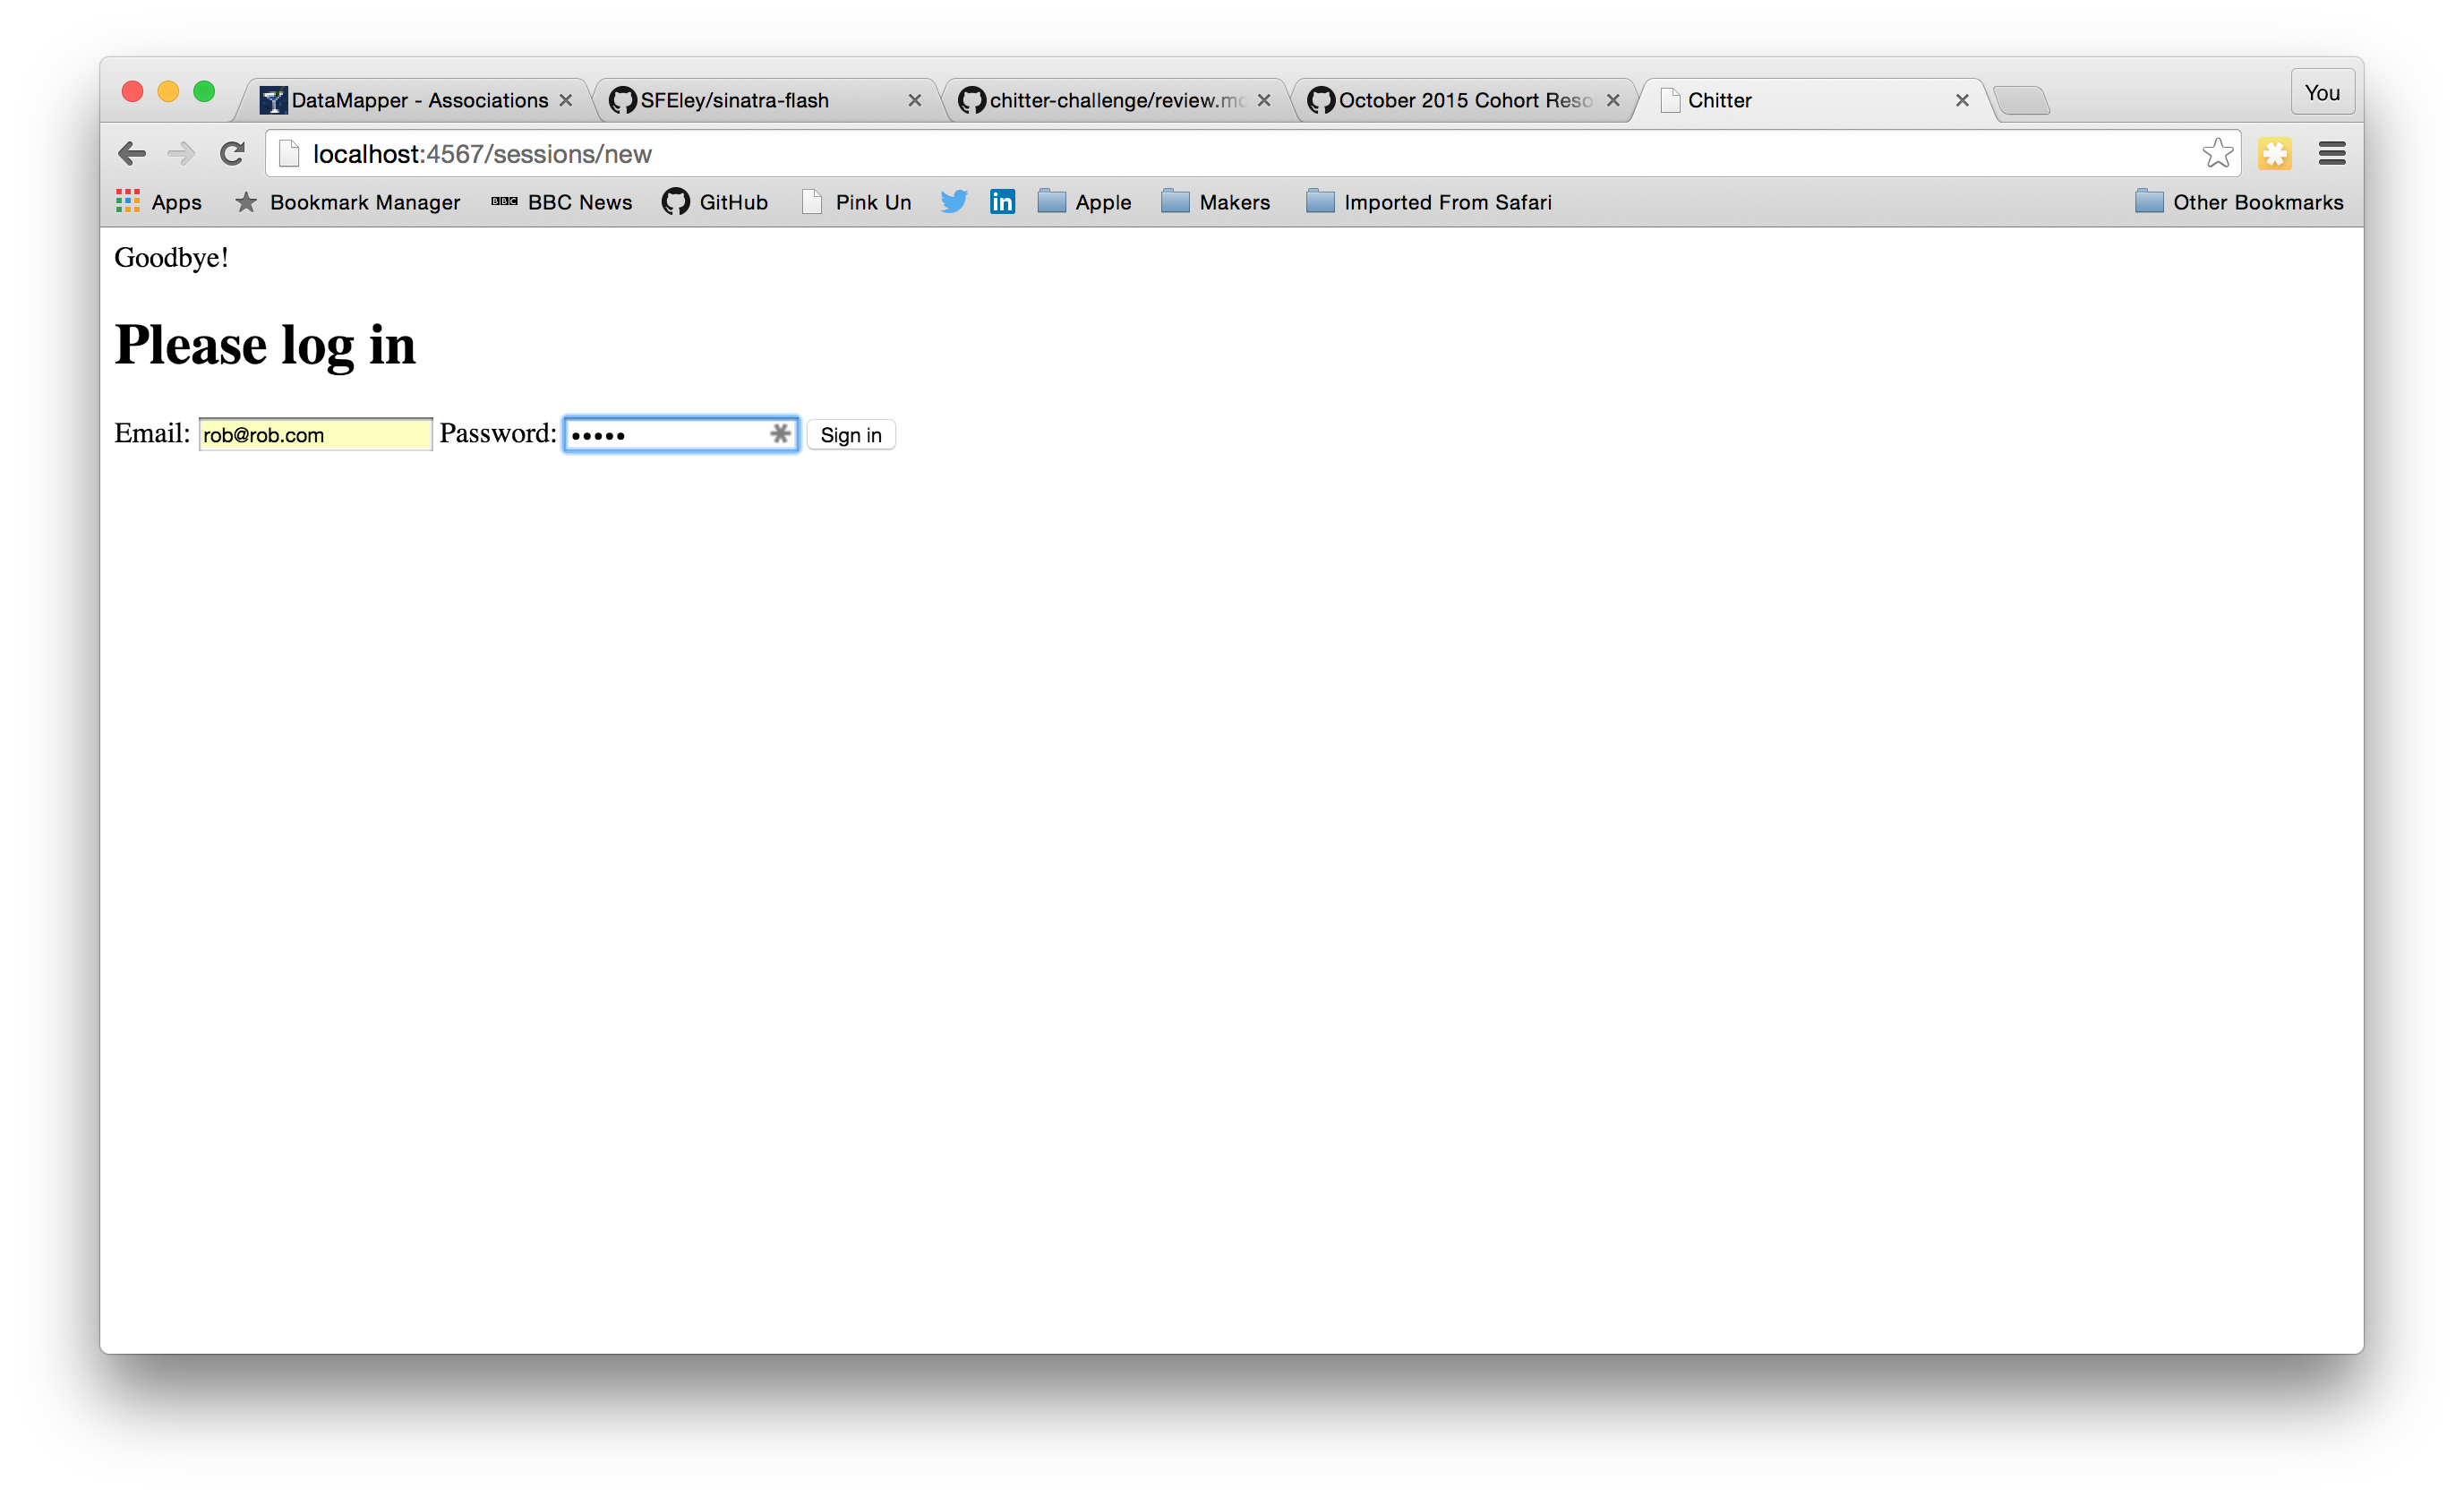 DataMapper - Associations
SFEley/sinatra-flash
chitter-challenge/review.mc
October 2015 Cohort Reso
Chitter
You
localhost:4567/sessions/new
Apps
Bookmark Manager
BBC BBC News
GitHub
Pink Un
in
Apple
Makers
Imported From Safari
Other Bookmarks
Goodbye!
Please log in
Email: rob@rob.com Password: ••••• Sign in